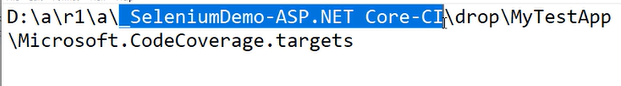 D:\a\r1\a\_SeleniumDemo-ASP.NET Core-CI\drop\MyTestApp
\Microsoft.CodeCoverage.targets